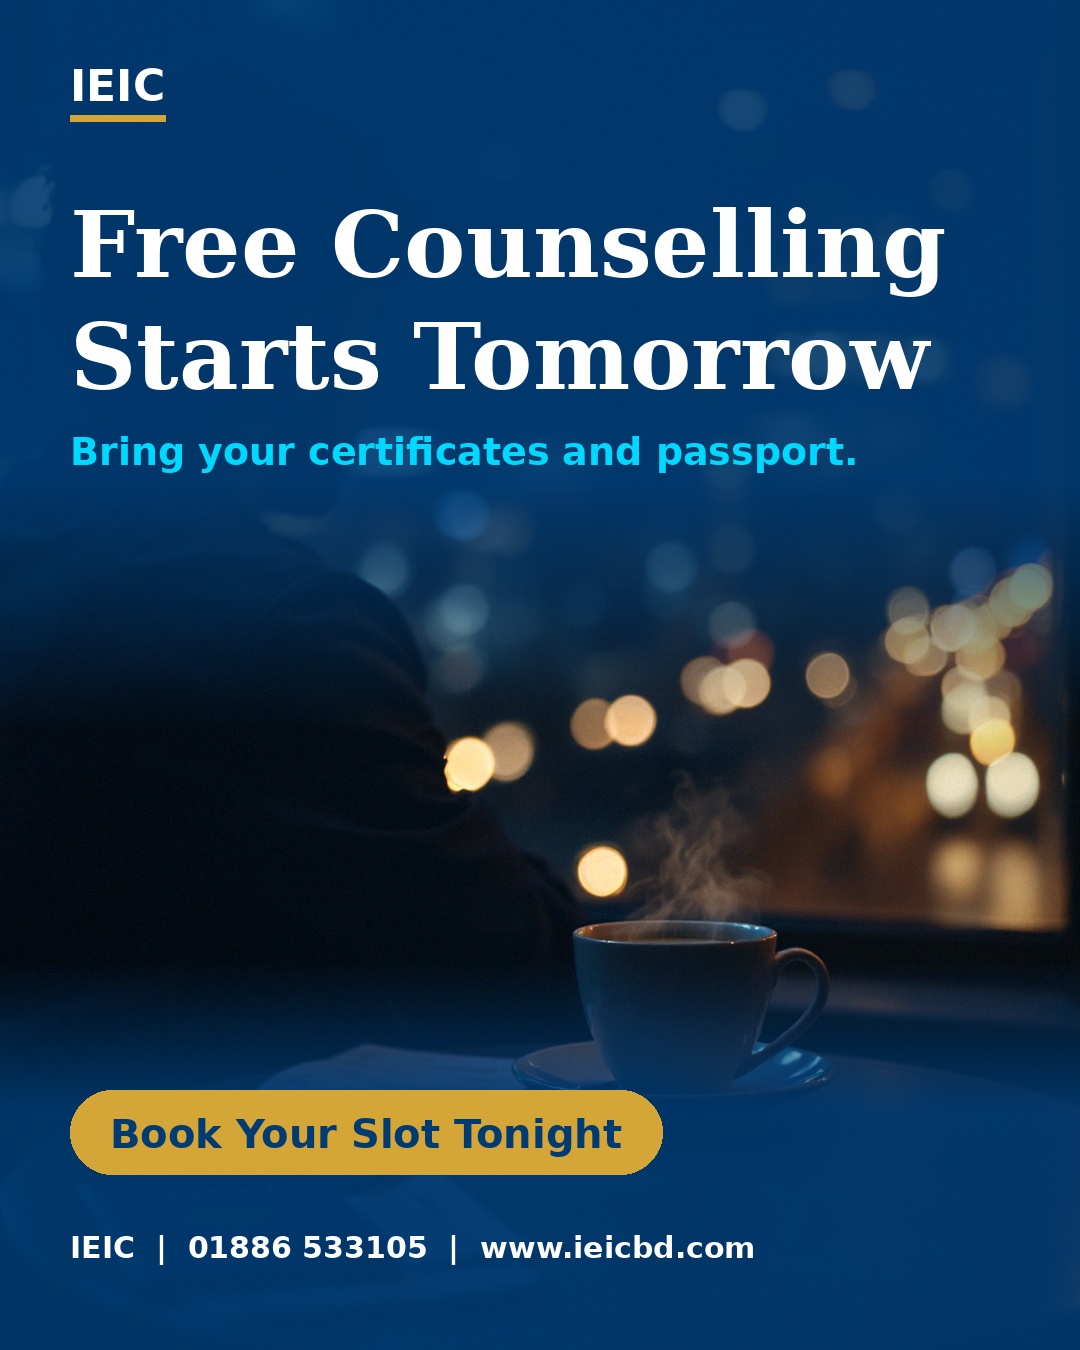 IEIC
Free Counselling
Starts Tomorrow
Bring your certificates and passport.
Book Your Slot Tonight
IEIC | 01886 533105 | www.ieicbd.com